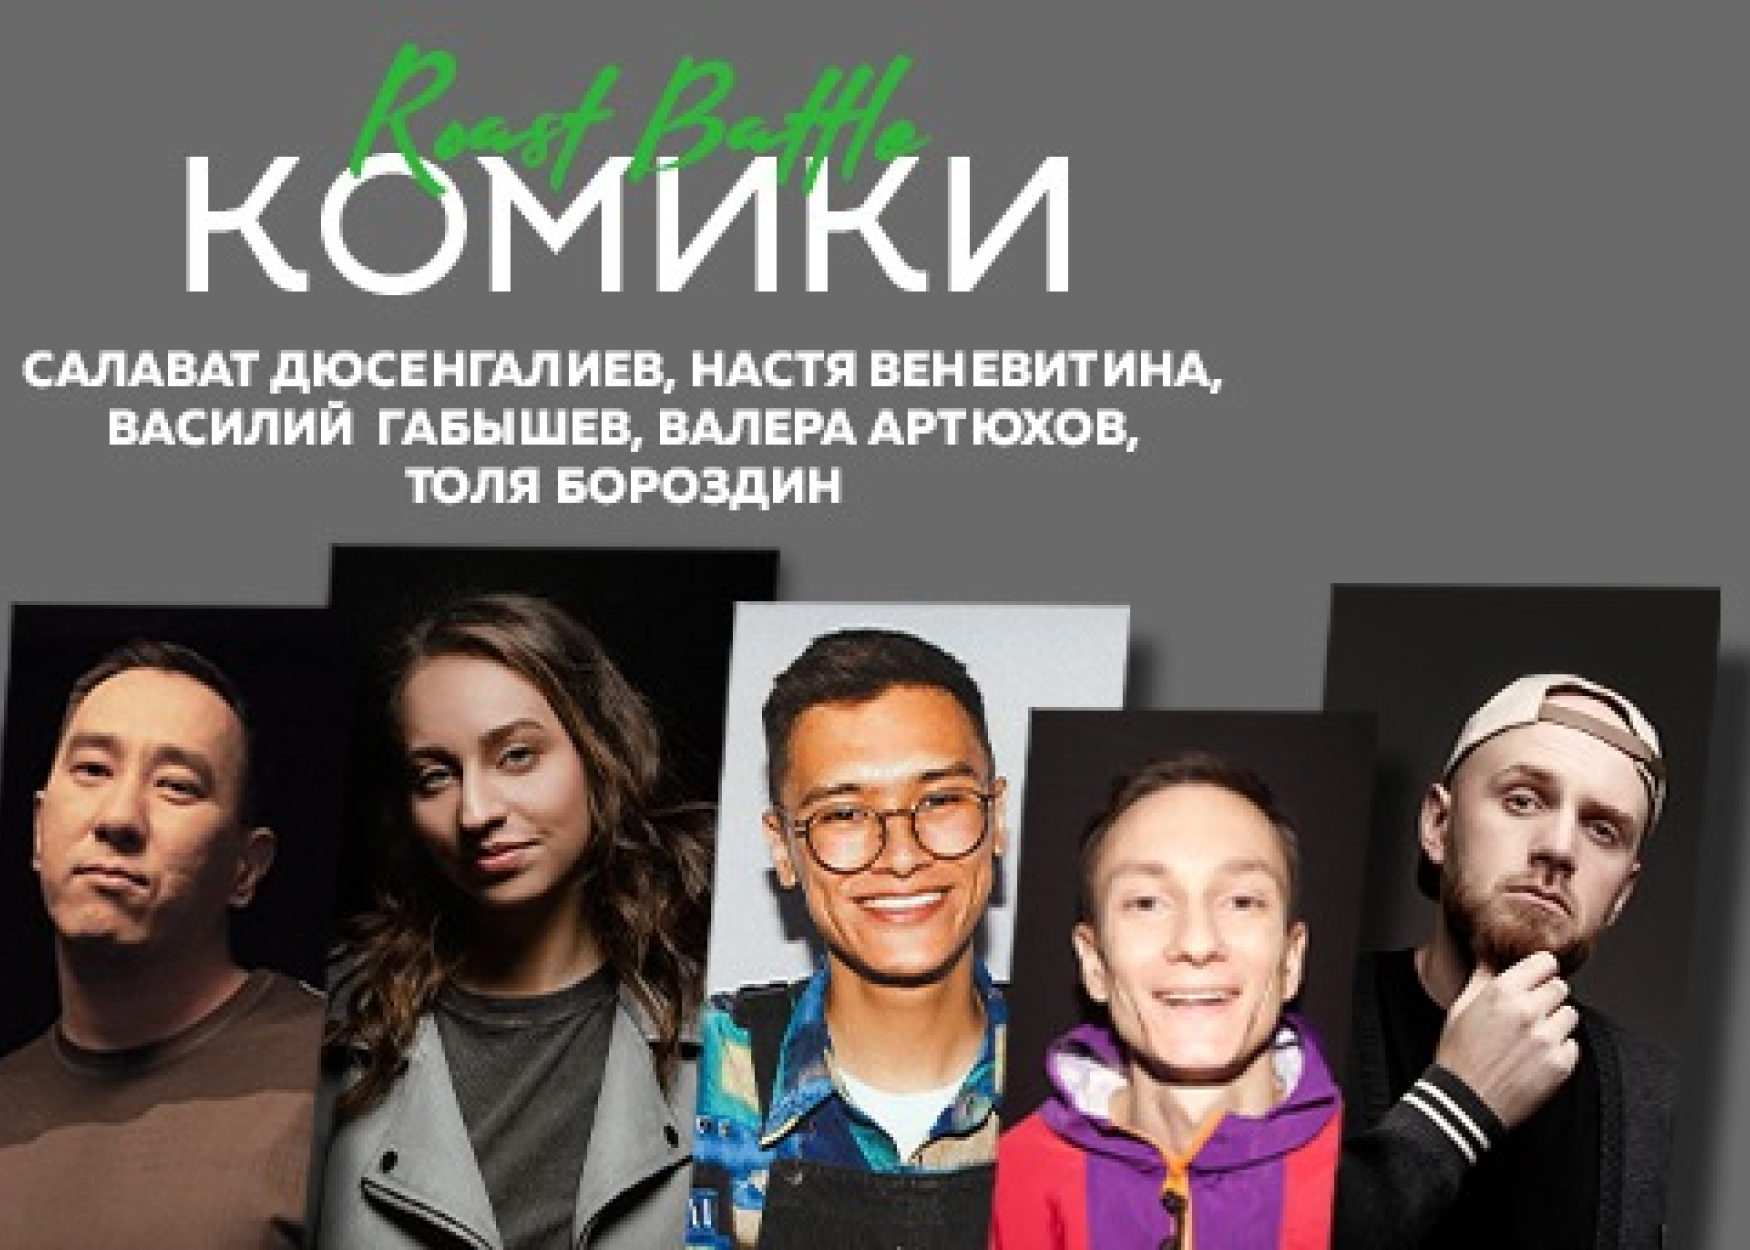 Roast Battle
КОМИКИ
САЛАВАТ ДЮСЕНГАЛИЕВ, НАСТЯ ВЕНЕВИТИНА,
ВАСИЛИЙ ГАБЫШЕВ, ВАЛЕРА АРТЮХОВ,
ТОЛЯ БОРОЗДИН